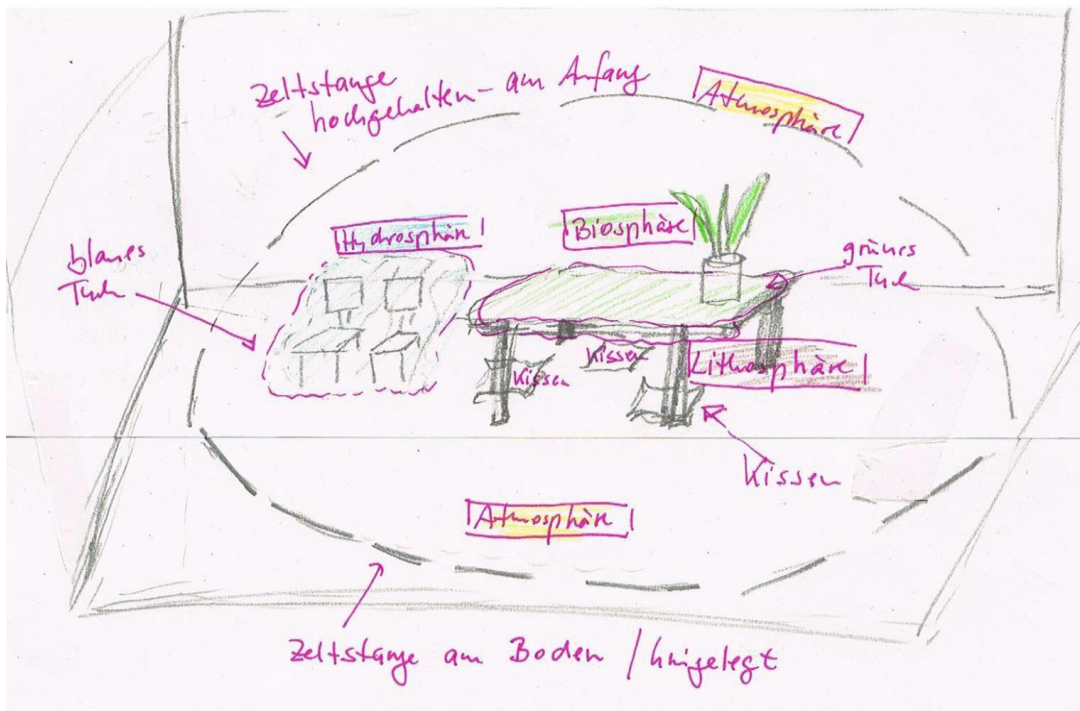 Zeltstange
hochgehalten - am Anfang
Atmosphäre
Hydrosphäre
Biosphäre
blaues
Tuch
grünes
Tuch
Kissen
Kissen
Lithosphäre
Kissen
Atmosphäre
Zeltstange am Boden / hingelegt